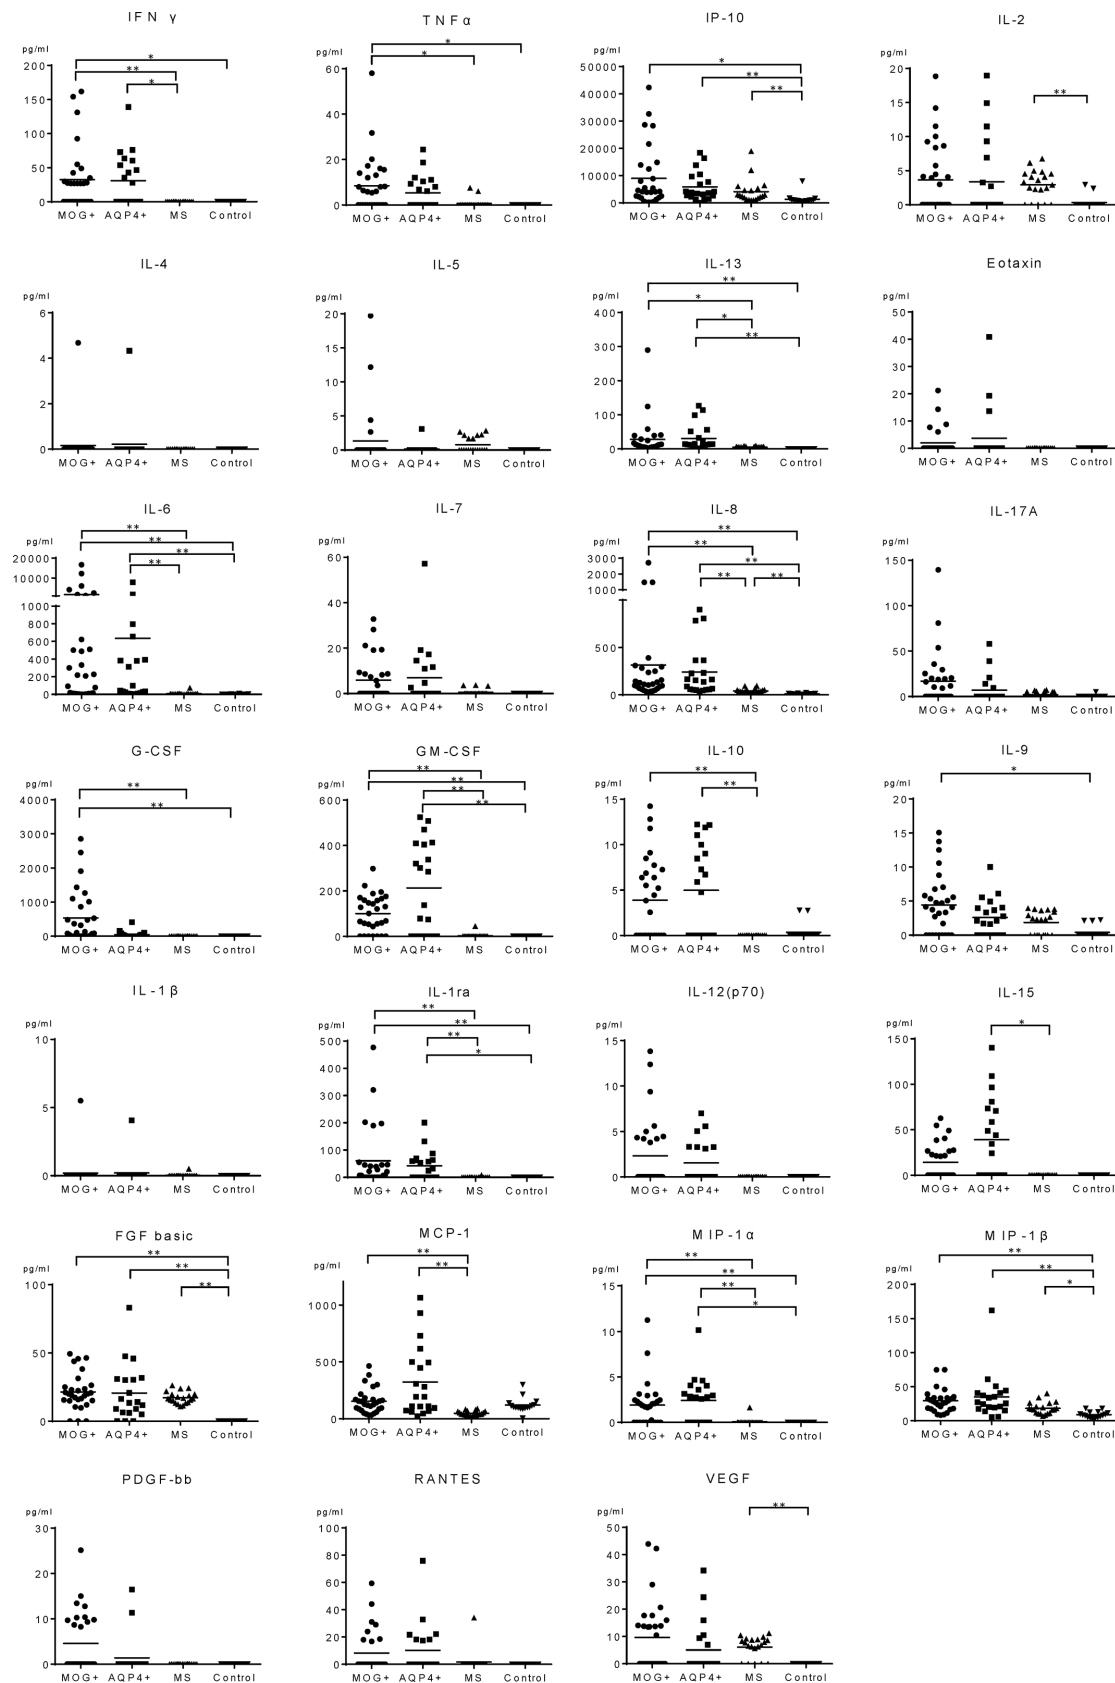 IFN γ
TNFα
IP-10
IL-2
pg/ml
pg/ml
pg/ml
pg/ml
* ** *
* *
* ** **
**
200 150 100 50 0
60 40 20 0
50000 40000 30000 20000 10000 0
20 15 10 5 0
MOG+ AQP4+ MS Control
MOG+ AQP4+ MS Control
MOG+ AQP4+ MS Control
MOG+ AQP4+ MS Control
IL-4
IL-5
IL-13
Eotaxin
pg/ml
pg/ml
pg/ml
pg/ml
** * * **
6 4 2 0
20 15 10 5 0
400 300 200 100 0
50 40 30 20 10 0
MOG+ AQP4+ MS Control
MOG+ AQP4+ MS Control
MOG+ AQP4+ MS Control
MOG+ AQP4+ MS Control
IL-6
IL-7
IL-8
IL-17A
pg/ml
pg/ml
pg/ml
pg/ml
** ** ** **
** ** ** ** **
20000 10000 1000 800 600 400 200 0
60 40 20 0
3000 2000 1000 500 0
150 100 50 0
MOG+ AQP4+ MS Control
MOG+ AQP4+ MS Control
MOG+ AQP4+ MS Control
MOG+ AQP4+ MS Control
G-CSF
GM-CSF
IL-10
IL-9
pg/ml
pg/ml
pg/ml
pg/ml
** **
** ** ** **
** **
*
4000 3000 2000 1000 0
600 400 200 0
15 10 5 0
20 15 10 5 0
MOG+ AQP4+ MS Control
MOG+ AQP4+ MS Control
MOG+ AQP4+ MS Control
MOG+ AQP4+ MS Control
IL-1β
IL-1ra
IL-12(p70)
IL-15
pg/ml
pg/ml
pg/ml
pg/ml
** ** ** *
*
10 5 0
500 400 300 200 100 0
15 10 5 0
150 100 50 0
MOG+ AQP4+ MS Control
MOG+ AQP4+ MS Control
MOG+ AQP4+ MS Control
MOG+ AQP4+ MS Control
FGF basic
MCP-1
MIP-1α
MIP-1β
pg/ml
pg/ml
pg/ml
pg/ml
** ** **
** **
** ** ** *
** ** *
100 50 0
1000 500 0
15 10 5 0
200 150 100 50 0
MOG+ AQP4+ MS Control
MOG+ AQP4+ MS Control
MOG+ AQP4+ MS Control
MOG+ AQP4+ MS Control
PDGF-bb
RANTES
VEGF
pg/ml
pg/ml
pg/ml
**
30 20 10 0
100 80 60 40 20 0
50 40 30 20 10 0
MOG+ AQP4+ MS Control
MOG+ AQP4+ MS Control
MOG+ AQP4+ MS Control